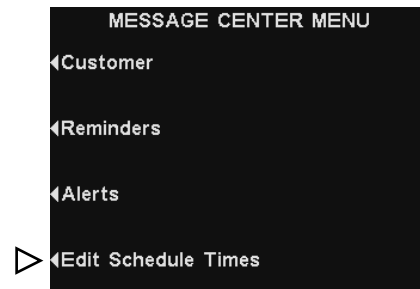 MESSAGE CENTER MENU
Customer
Reminders
Alerts
Edit Schedule Times